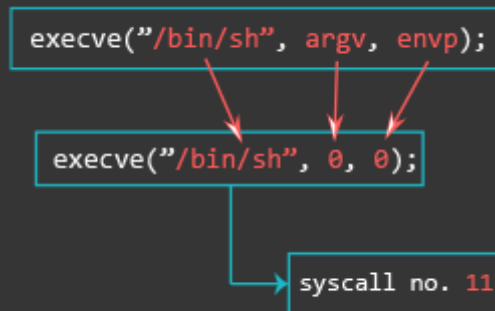 execve(”/bin/sh”, argv, envp);
execve(”/bin/sh”, 0, 0);
syscall no. 11